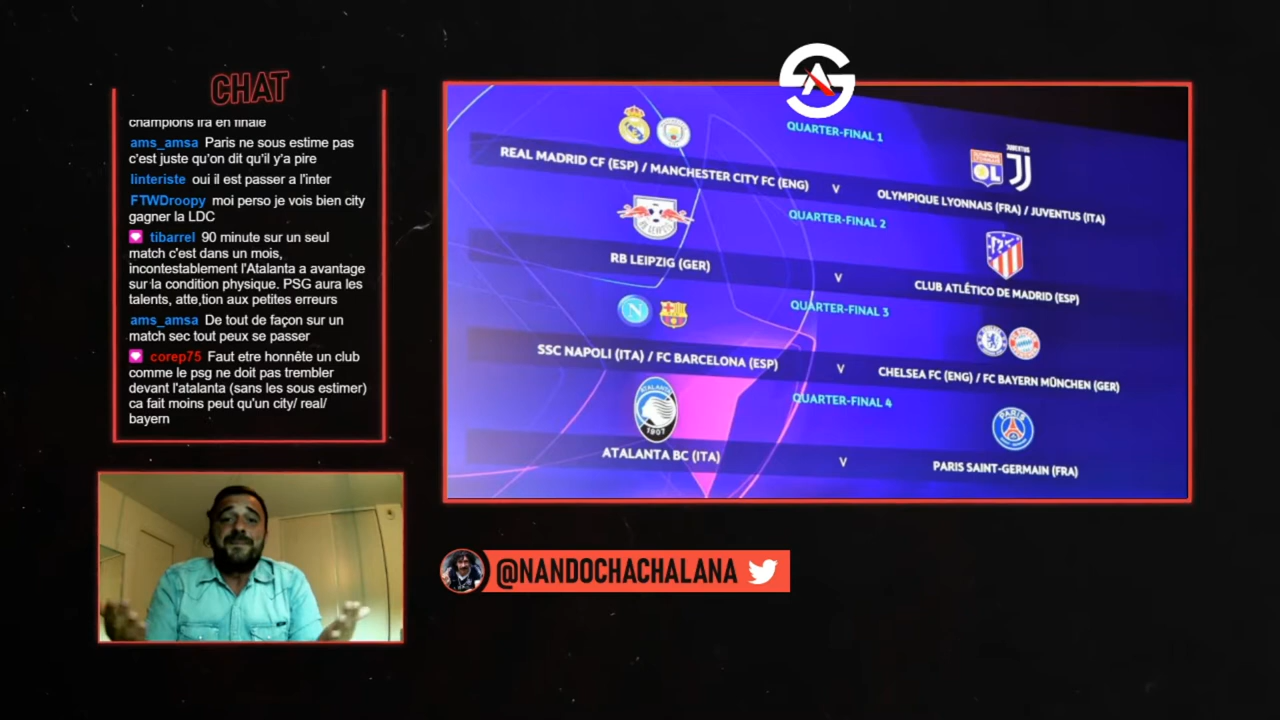 CHAT
champions ira en finale
ams_amsa Paris ne sous estime pas
c'est juste qu'on dit qu'il y'a pire
linteriste oui il est passer a l'inter
FTWDroopy moi perso je vois bien city
gagner la LDC
tibarrel 90 minute sur un seul
match c'est dans un mois,
incontestablement l'Atalanta a avantage
sur la condition physique. PSG aura les
talents, atte,tion aux petites erreurs
ams_amsa De tout de façon sur un
match sec tout peux se passer
corep75 Faut etre honnête un club
comme le psg ne doit pas trembler
devant l'atalanta (sans les sous estimer)
ca fait moins peut qu'un city/ real/
bayern
QUARTER-FINAL 1
JUVENTUS
OL
REAL MADRID CF (ESP) / MANCHESTER CITY FC (ENG) V OLYMPIQUE LYONNAIS (FRA) / JUVENTUS (ITA)
QUARTER-FINAL 2
RB LEIPZIG
RB LEIPZIG (GER) V CLUB ATLÉTICO DE MADRID (ESP)
QUARTER-FINAL 3
N
SSC NAPOLI (ITA) / FC BARCELONA (ESP) V CHELSEA FC (ENG) / FC BAYERN MÜNCHEN (GER)
QUARTER-FINAL 4
ATALANTA
1907
PARIS
ATALANTA BC (ITA) V PARIS SAINT-GERMAIN (FRA)
@NANDOCHACHALANA